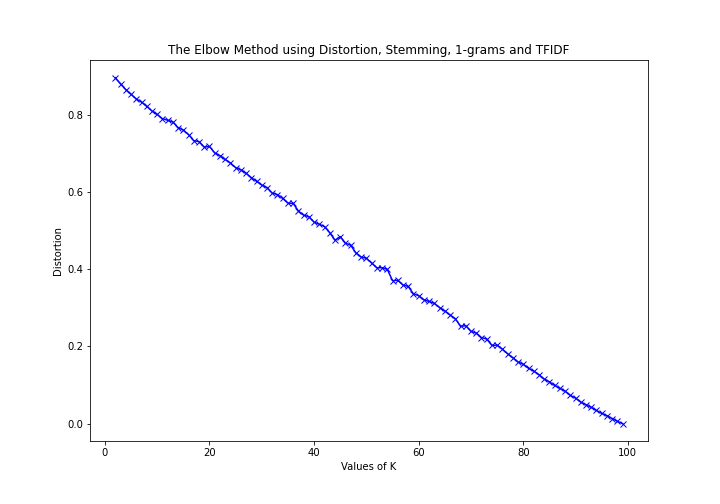 The Elbow Method using Distortion, Stemming, 1-grams and TFIDF
0.8
0.6
0.4
0.2
0.0
Distortion
0 20 40 60 80 100
Values of K